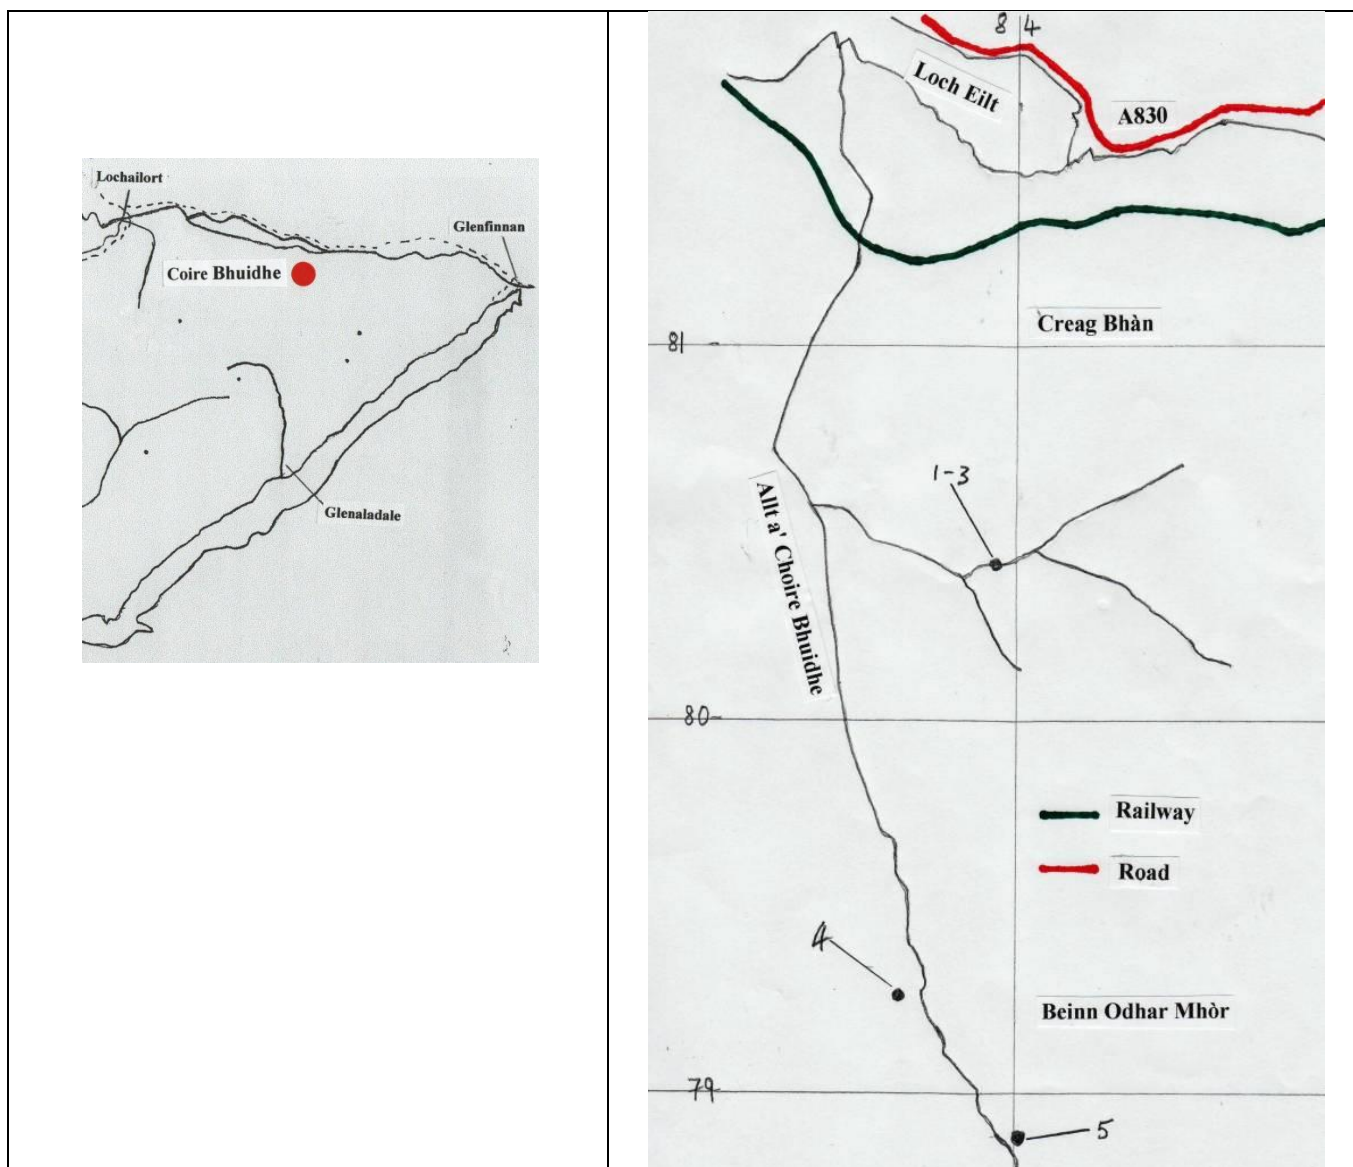 Lochailort
Glenfinnan
Coire Bhuidhe
Glenaladale
8 4
Loch Eilt
A830
Creag Bhàn
81
1-3
Allt a' Choire Bhuidhe
80
Railway
Road
4
Beinn Odhar Mhòr
79
5